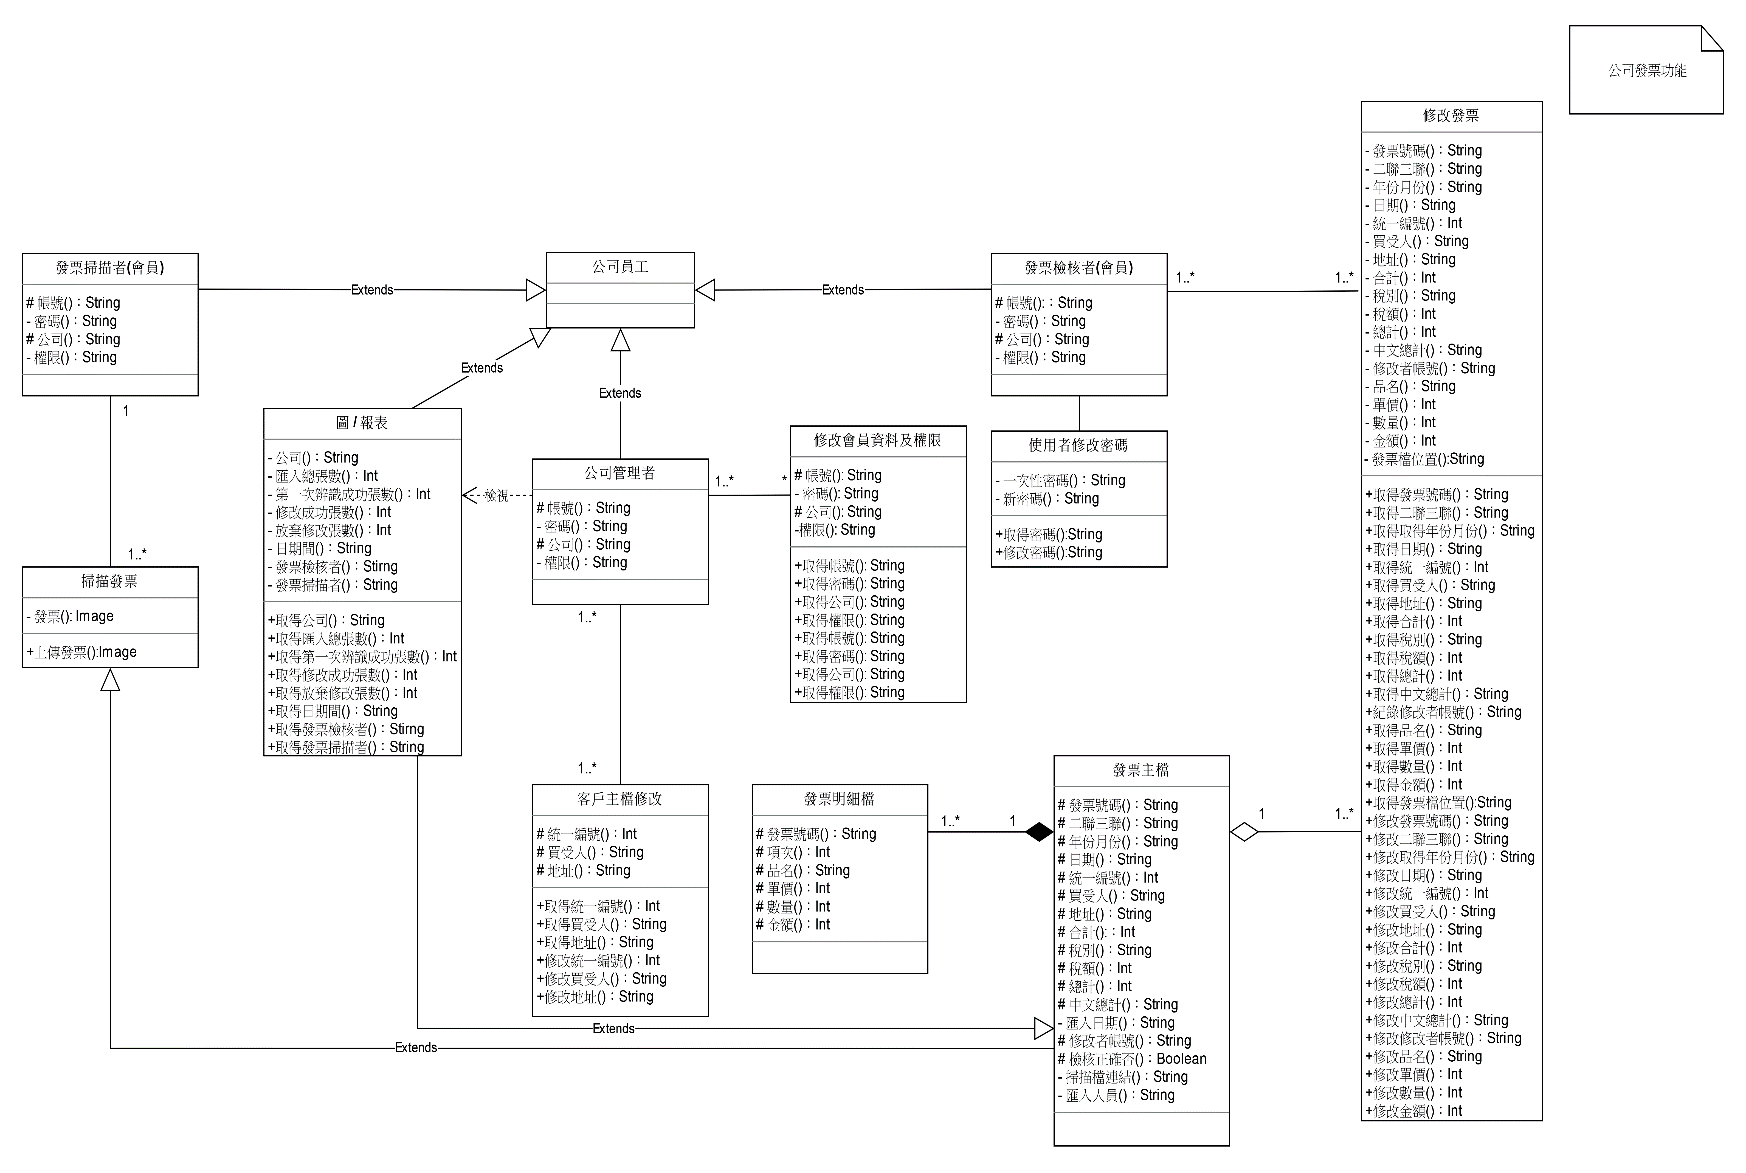 公司發票功能
發票掃描者(會員)
# 帳號()：String
- 密碼()：String
# 公司()：String
- 權限()：String
Extends
公司員工
Extends
發票檢核者(會員)
# 帳號()：: String
- 密碼()：String
# 公司()：String
- 權限()：String
1..*
1..*
修改發票
- 發票號碼()：String
- 二聯三聯()：String
- 年份月份()：String
- 日期()：String
- 統一編號()：Int
- 買受人()：String
- 地址()：String
- 合計()：Int
- 稅別()：String
- 稅額()：Int
- 總計()：Int
- 中文總計()：String
- 修改者帳號()：String
- 品名()：String
- 單價()：Int
- 數量()：Int
- 金額()：Int
- 發票檔位置():String
+取得發票號碼()：String
+取得二聯三聯()：String
+取得取得年份月份()：String
+取得日期()：String
+取得統一編號()：Int
+取得買受人()：String
+取得地址()：String
+取得合計()：Int
+取得稅別()：String
+取得稅額()：Int
+取得總計()：Int
+取得中文總計()：String
+紀錄修改者帳號()：String
+取得品名()：String
+取得單價()：Int
+取得數量()：Int
+取得金額()：Int
+取得發票檔位置():String
+修改發票號碼()：String
+修改二聯三聯()：String
+修改取得年份月份()：String
+修改日期()：String
+修改統一編號()：Int
+修改買受人()：String
+修改地址()：String
+修改合計()：Int
+修改稅別()：String
+修改稅額()：Int
+修改總計()：Int
+修改中文總計()：String
+修改修改者帳號()：String
+修改品名()：String
+修改單價()：Int
+修改數量()：Int
+修改金額()：Int
Extends
Extends
1
1..*
圖 / 報表
- 公司()：String
- 匯入總張數()：Int
- 第一次辨識成功張數()：Int
- 修改成功張數()：Int
- 放棄修改張數()：Int
- 日期間()：String
- 發票檢核者()：Stirng
- 發票掃描者()：String
+取得公司()：String
+取得匯入總張數()：Int
+取得第一次辨識成功張數()：Int
+取得修改成功張數()：Int
+取得放棄修改張數()：Int
+取得日期間()：String
+取得發票檢核者()：Stirng
+取得發票掃描者()：String
檢視
公司管理者
# 帳號()：String
- 密碼()：String
# 公司()：String
- 權限()：String
1..*
*
修改會員資料及權限
# 帳號(): String
- 密碼(): String
# 公司(): String
-權限(): String
+取得帳號(): String
+取得密碼(): String
+取得公司(): String
+取得權限(): String
+取得帳號(): String
+取得密碼(): String
+取得公司(): String
+取得權限(): String
使用者修改密碼
- 一次性密碼()：String
- 新密碼()：String
+取得密碼():String
+修改密碼():String
掃描發票
- 發票(): Image
+上傳發票():Image
1..*
1..*
客戶主檔修改
# 統一編號()：Int
# 買受人()：String
# 地址()：String
+取得統一編號()：Int
+取得買受人()：String
+取得地址()：String
+修改統一編號()：Int
+修改買受人()：String
+修改地址()：String
發票明細檔
# 發票號碼()：String
# 項次()：Int
# 品名()：String
# 單價()：Int
# 數量()：Int
# 金額()：Int
1..*
1
發票主檔
# 發票號碼()：String
# 二聯三聯()：String
# 年份月份()：String
# 日期()：String
# 統一編號()：Int
# 買受人()：String
# 地址()：String
# 合計():：Int
# 稅別()：String
# 稅額()：Int
# 總計()：Int
# 中文總計()：String
- 匯入日期()：String
# 修改者帳號()：String
# 檢核正確否()：Boolean
- 掃描檔連結()：String
- 匯入人員()：String
1
1..*
Extends
Extends